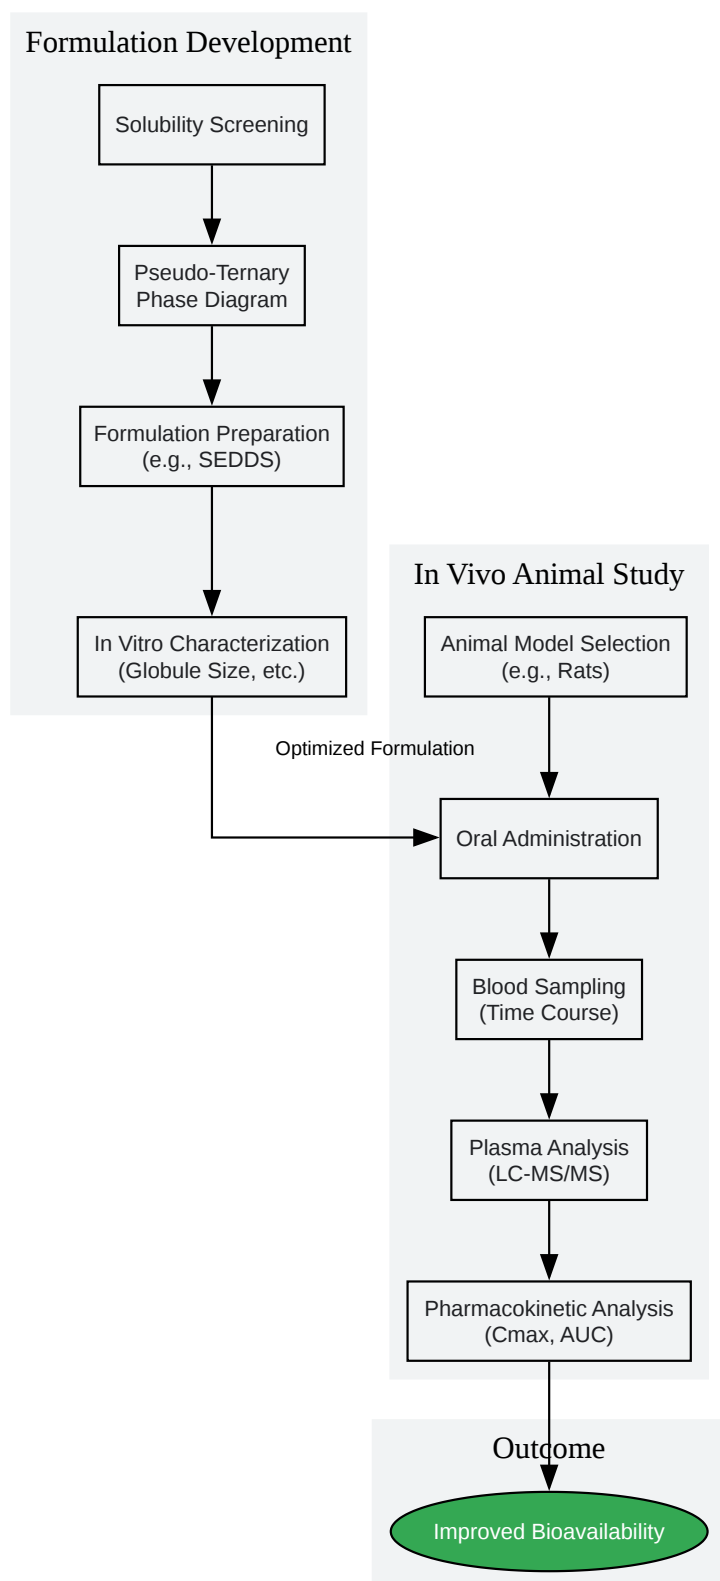 Formulation Development
Solubility Screening
Pseudo-Ternary
Phase Diagram
Formulation Preparation
(e.g., SEDDS)
In Vitro Characterization
(Globule Size, etc.)
Optimized Formulation
In Vivo Animal Study
Animal Model Selection
(e.g., Rats)
Oral Administration
Blood Sampling
(Time Course)
Plasma Analysis
(LC-MS/MS)
Pharmacokinetic Analysis
(Cmax, AUC)
Outcome
Improved Bioavailability